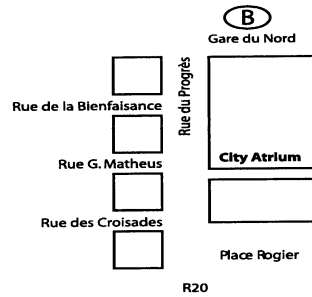 B
Gare du Nord
Rue du Progrès
Rue de la Bienfaisance
Rue G. Matheus
City Atrium
Rue des Croisades
Place Rogier
R20